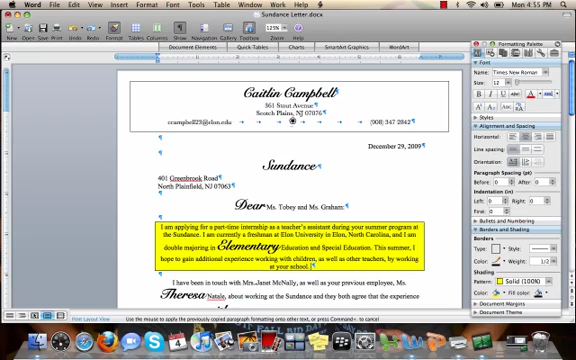 Word File Edit View Insert Format Font Tools Table Window Work Help
Mon 4:55 PM
Sundance Letter.docx
New Open Save Print Undo Redo Format Tables Columns Show Navigation Gallery Toolbox Zoom Help
125%
Document Elements Quick Tables Charts SmartArt Graphics WordArt
Caitlin Campbell
361 Stout Avenue
Scotch Plains, NJ 07076
ccampbell23@elon.edu (908) 347 2842
December 29, 2009
Sundance
401 Greenbrook Road
North Plainfield, NJ 07063
Dear Ms. Tobey and Ms. Graham:
I am applying for a part-time internship as a teacher's assistant during your summer program at
the Sundance. I am currently a freshman at Elon University in Elon, North Carolina, and I am
double majoring in Elementary Education and Special Education. This summer, I
hope to gain additional experience working with children, as well as other teachers, by working
at your school.
I have been in touch with Mrs. Janet McNally, as well as your previous employee, Ms.
Theresa Natale, about working at the Sundance and they both agree that the experience
Formatting Palette
Font
Name: Times New Roman
Size: 12
Alignment and Spacing
Horizontal:
Line spacing:
Orientation:
Paragraph Spacing (pt)
Before: 0 After: 0
Indentation (in)
Left: 0 Right: 0
First: 0
Bullets and Numbering
Borders and Shading
Borders
Type: Style:
Color: Weight: 1/2
Shading
Pattern: Solid (100%)
Color: Fill color:
Document Margins
Document Theme
Print Layout View Use the mouse to apply the previously copied paragraph formatting onto other text, or press Command-. to cancel